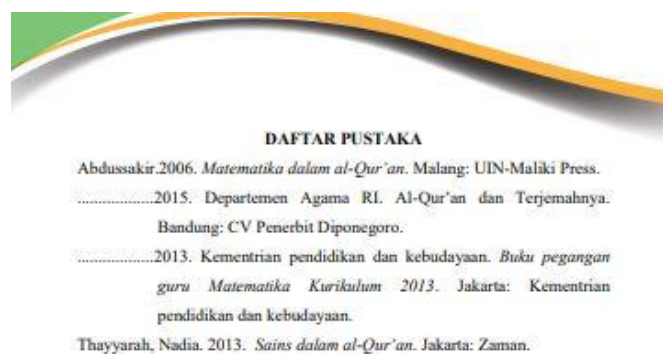 DAFTAR PUSTAKA
Abdussakir.2006. Matematika dalam al-Qur'an. Malang: UIN-Maliki Press.
..................2015. Departemen Agama RI. Al-Qur'an dan Terjemahnya.
Bandung: CV Penerbit Diponegoro.
..................2013. Kementrian pendidikan dan kebudayaan. Buku pegangan
guru Matematika Kurikulum 2013. Jakarta: Kementrian
pendidikan dan kebudayaan.
Thayyarah, Nadia. 2013. Sains dalam al-Qur'an. Jakarta: Zaman.